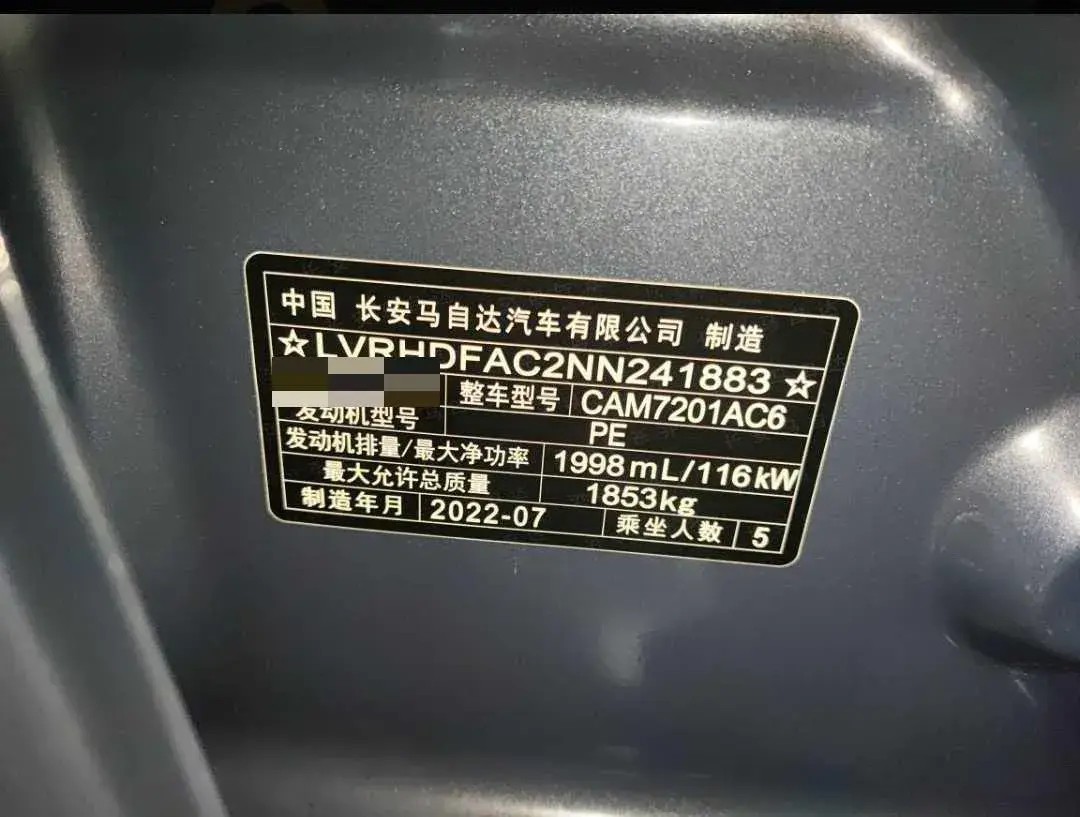 中国 长安马自达汽车有限公司 制造
☆LVRHDFAC2NN241883☆
整车型号 CAM7201AC6
发动机型号 PE
发动机排量/最大净功率 1998mL/116kW
最大允许总质量 1853kg
制造年月 2022-07 乘坐人数 5